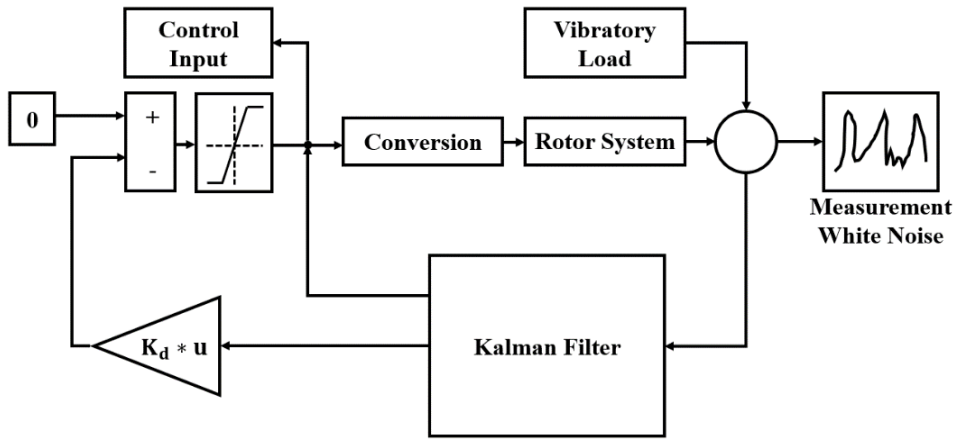 Control
Input
Vibratory
Load
0
+
-
Conversion
Rotor System
Measurement
White Noise
K_d * u
Kalman Filter